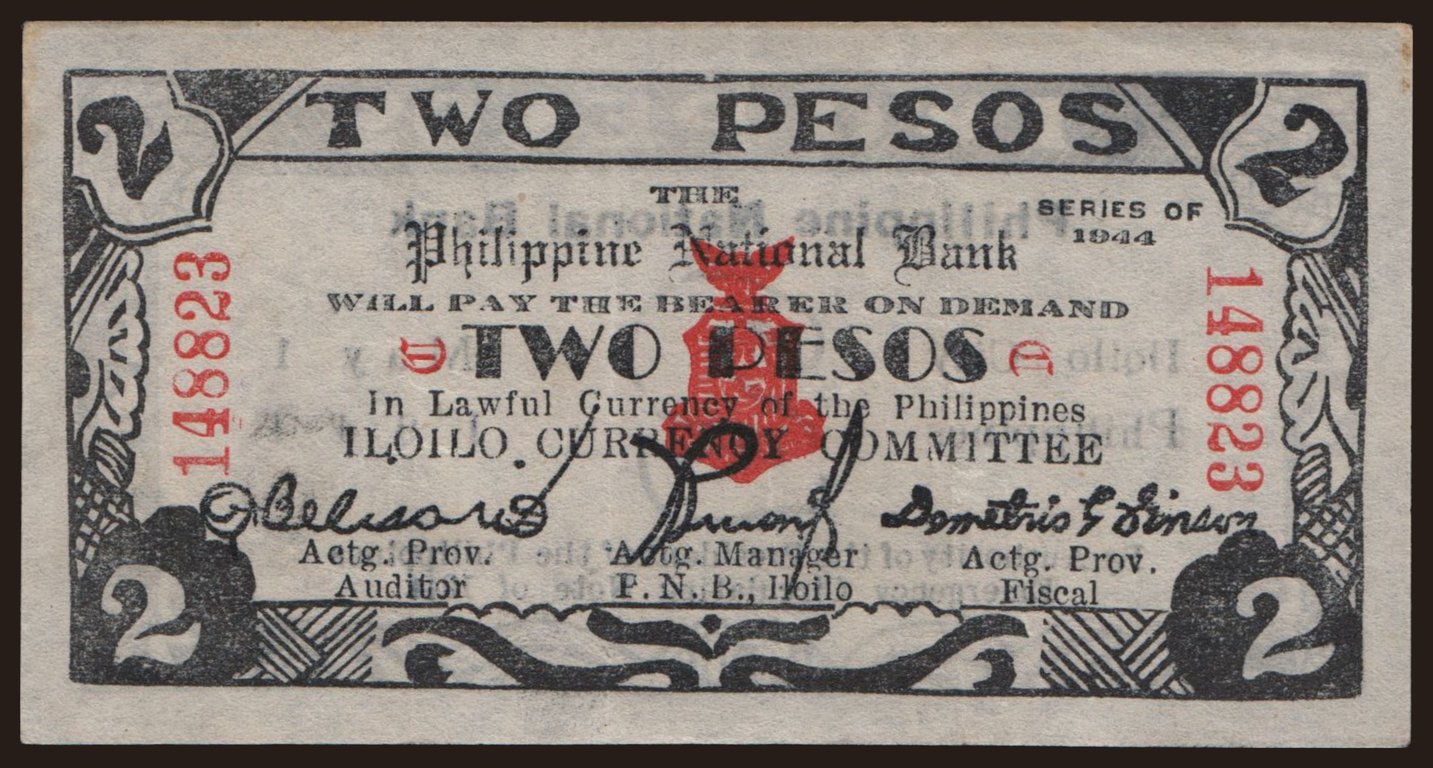 2 TWO PESOS 2
THE
Philippine National Bank
SERIES OF
1944
WILL PAY THE BEARER ON DEMAND
T TWO PESOS T
In Lawful Currency of the Philippines
ILOILO CURRENCY COMMITTEE
148823
148823
Demetrio
Actg. Prov.
Auditor
Actg. Manager
P. N. B., Iloilo
Actg. Prov.
Fiscal
2 2